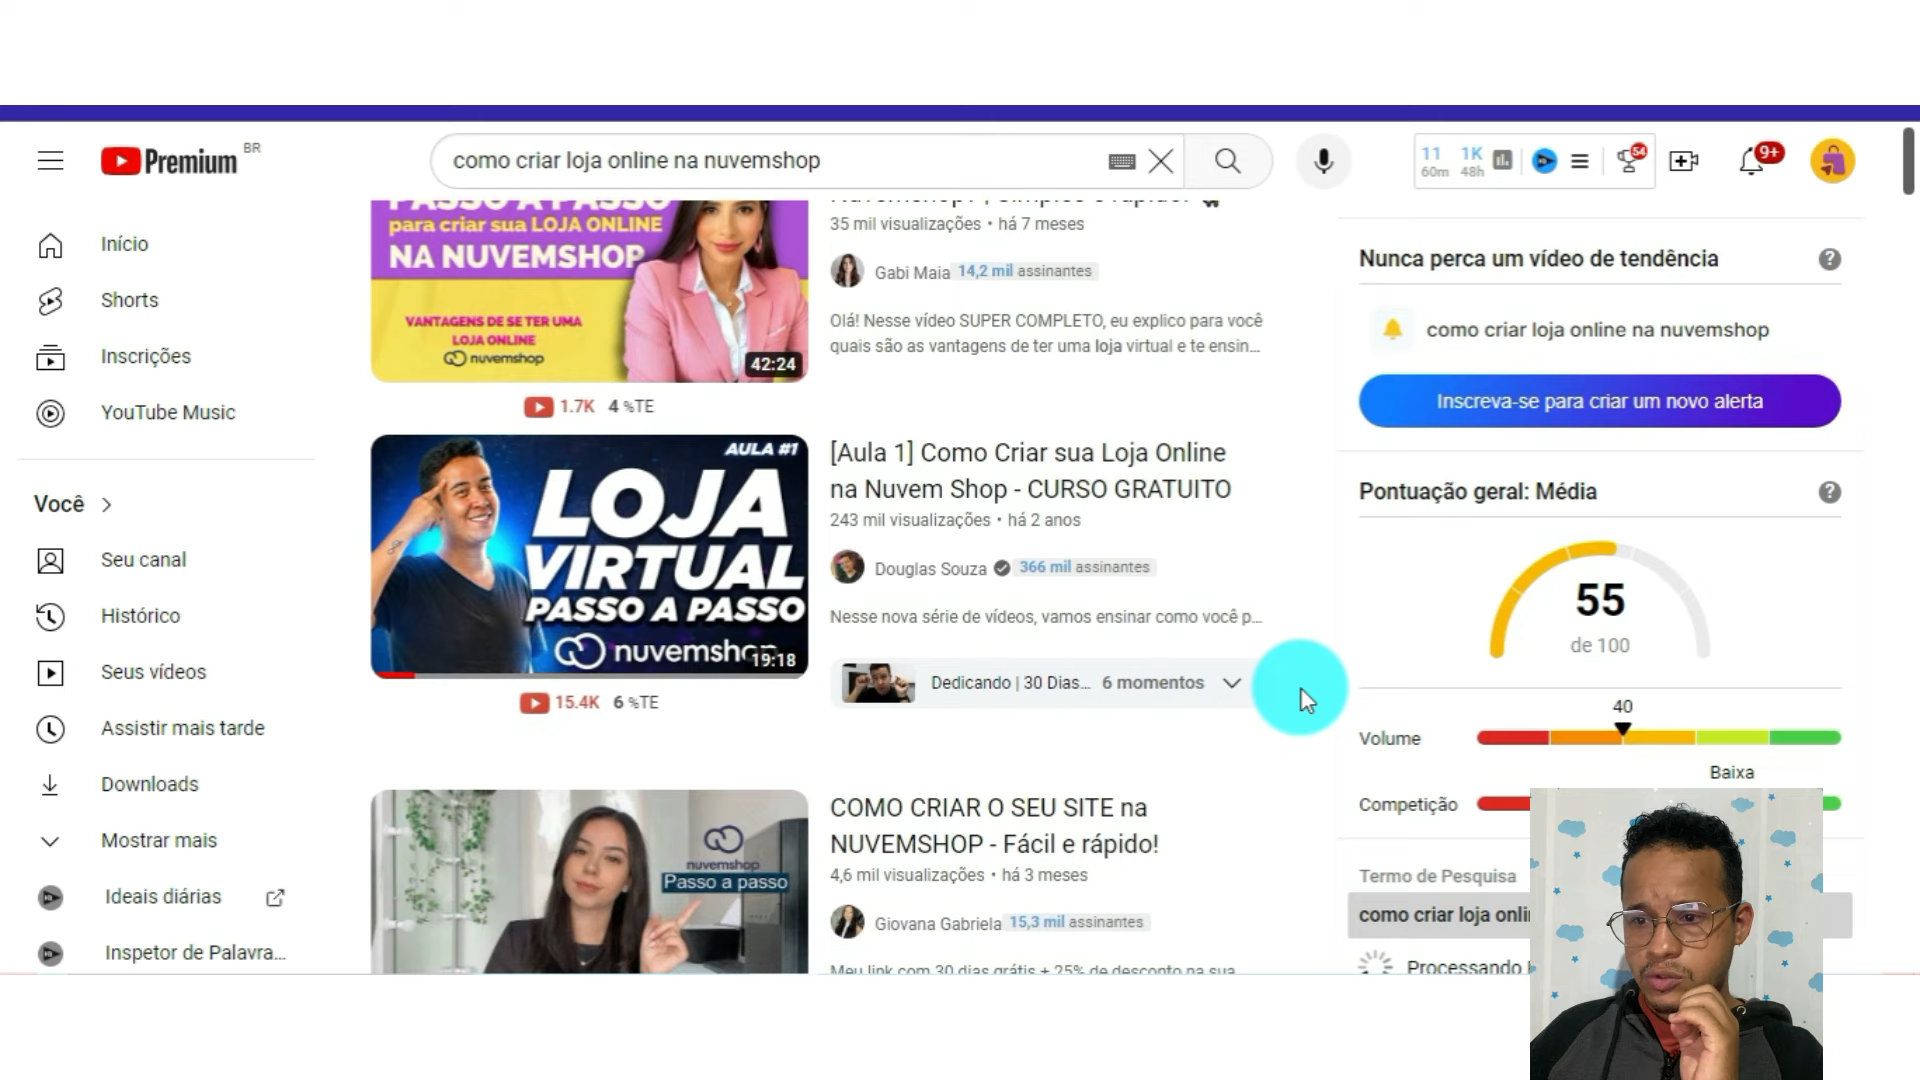 Premium BR
como criar loja online na nuvemshop
11 60m
1K 48h
54
9+
Início
Shorts
Inscrições
YouTube Music
Você
Seu canal
Histórico
Seus vídeos
Assistir mais tarde
Downloads
Mostrar mais
Ideais diárias
Inspetor de Palavra...
PASSO A PASSO
para criar sua LOJA ONLINE
NA NUVEMSHOP
VANTAGENS DE SE TER UMA
LOJA ONLINE
nuvemshop
42:24
1.7K 4 %TE
35 mil visualizações • há 7 meses
Gabi Maia 14,2 mil assinantes
Olá! Nesse vídeo SUPER COMPLETO, eu explico para você
quais são as vantagens de ter uma loja virtual e te ensin...
AULA #1
LOJA
VIRTUAL
PASSO A PASSO
nuvemshop
19:18
15.4K 6 %TE
[Aula 1] Como Criar sua Loja Online
na Nuvem Shop - CURSO GRATUITO
243 mil visualizações • há 2 anos
Douglas Souza 366 mil assinantes
Nesse nova série de vídeos, vamos ensinar como você p...
Dedicando | 30 Dias... 6 momentos
nuvemshop
Passo a passo
COMO CRIAR O SEU SITE na
NUVEMSHOP - Fácil e rápido!
4,6 mil visualizações • há 3 meses
Giovana Gabriela 15,3 mil assinantes
Meu link com 30 dias grátis + 25% de desconto na sua
Nunca perca um vídeo de tendência
como criar loja online na nuvemshop
Inscreva-se para criar um novo alerta
Pontuação geral: Média
55
de 100
40
Volume
Baixa
Competição
Termo de Pesquisa
como criar loja onli
Processando